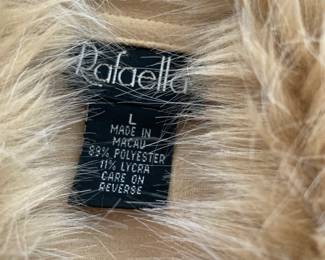 Rafaella
L
MADE IN
MACAU
89% POLYESTER
11% LYCRA
CARE ON
REVERSE